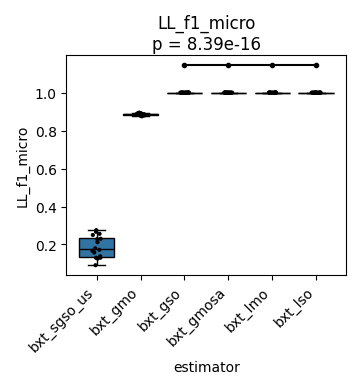 LL_f1_micro
p = 8.39e-16
LL_f1_micro
1.0
0.8
0.6
0.4
0.2
bxt_sgso_us
bxt_gmo
bxt_gso
bxt_gmosa
bxt_lmo
bxt_lso
estimator